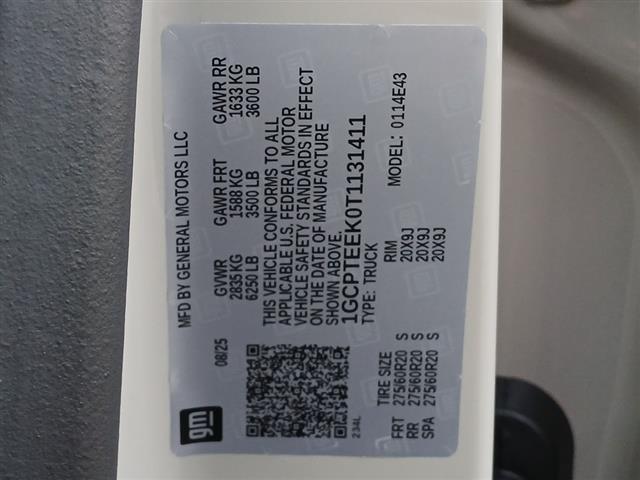 gm
MFD BY GENERAL MOTORS LLC
08/25
GVWR GAWR FRT GAWR RR
2835 KG 1588 KG 1633 KG
6250 LB 3500 LB 3600 LB
THIS VEHICLE CONFORMS TO ALL
APPLICABLE U.S. FEDERAL MOTOR
VEHICLE SAFETY STANDARDS IN EFFECT
ON THE DATE OF MANUFACTURE
SHOWN ABOVE.
1GCPTEEK0T1131411
TYPE: TRUCK MODEL: 0114E43
234L
TIRE SIZE RIM
FRT 275/60R20 S 20X9J
RR 275/60R20 S 20X9J
SPA 275/60R20 S 20X9J